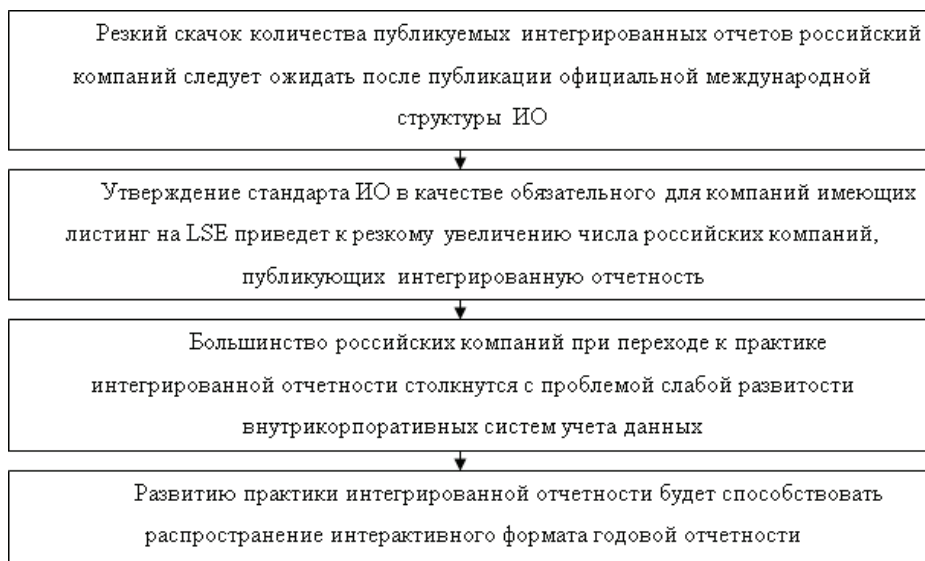 Резкий скачок количества публикуемых интегрированных отчетов российский
компаний следует ожидать после публикации официальной международной
структуры ИО
Утверждение стандарта ИО в качестве обязательного для компаний имеющих
листинг на LSE приведет к резкому увеличению числа российских компаний,
публикующих интегрированную отчетность
Большинство российских компаний при переходе к практике
интегрированной отчетности столкнутся с проблемой слабой развитости
внутрикорпоративных систем учета данных
Развитию практики интегрированной отчетности будет способствовать
распространение интерактивного формата годовой отчетности